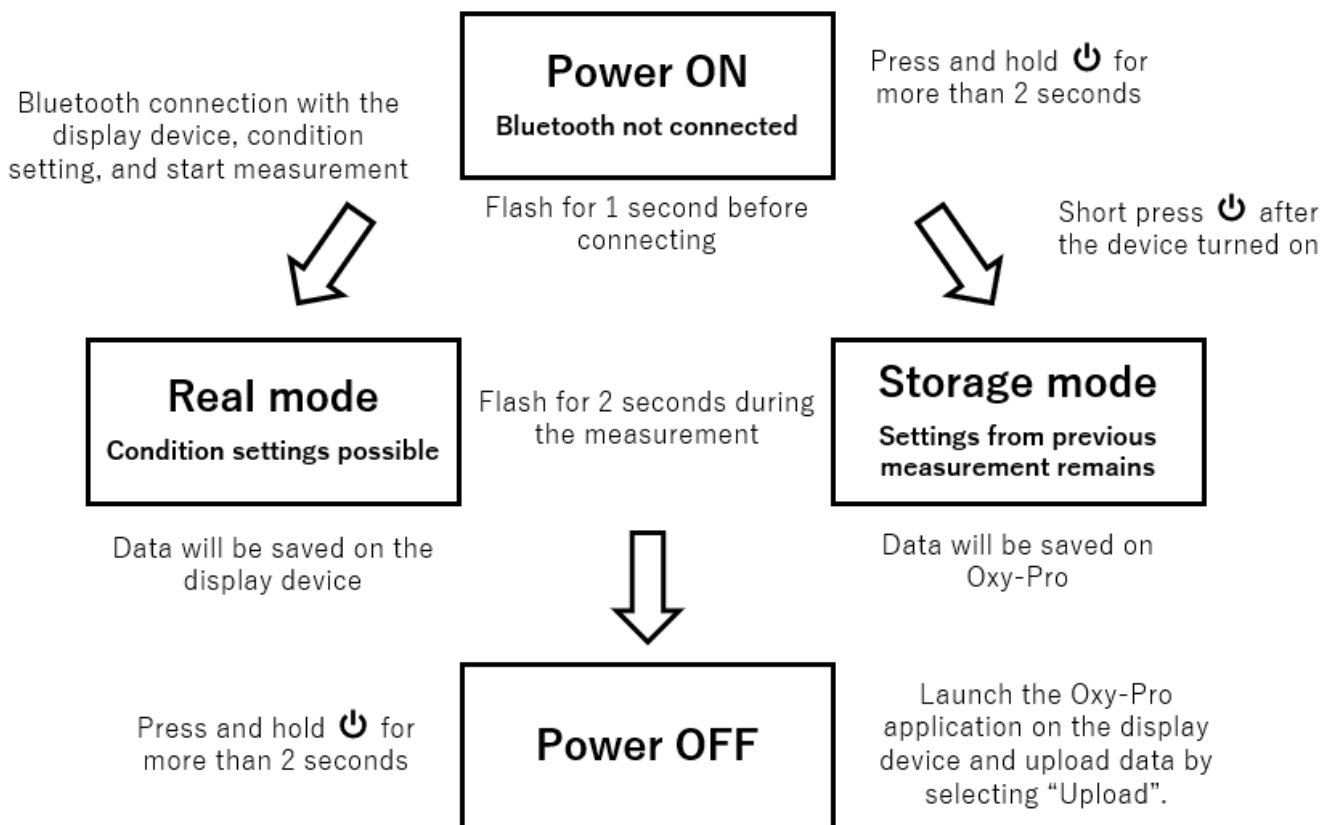 Power ON
Bluetooth not connected
Press and hold ⏻ for
more than 2 seconds
Bluetooth connection with the
display device, condition
setting, and start measurement
Flash for 1 second before
connecting
Short press ⏻ after
the device turned on
Real mode
Condition settings possible
Flash for 2 seconds during
the measurement
Storage mode
Settings from previous
measurement remains
Data will be saved on the
display device
Data will be saved on
Oxy-Pro
Press and hold ⏻ for
more than 2 seconds
Power OFF
Launch the Oxy-Pro
application on the display
device and upload data by
selecting “Upload”.